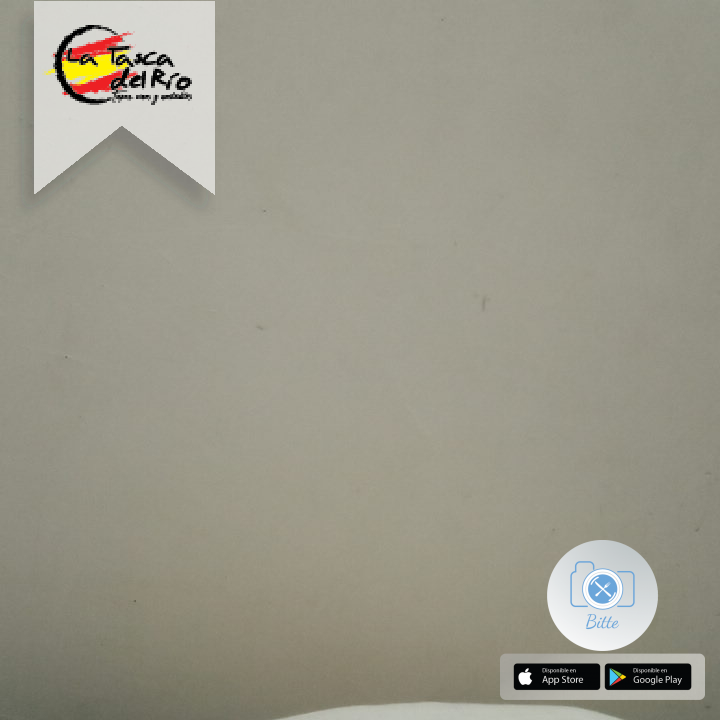 La Tasca
del Río
Tapas, vinos y embutidos
Bitte
Disponible en
App Store
Disponible en
Google Play